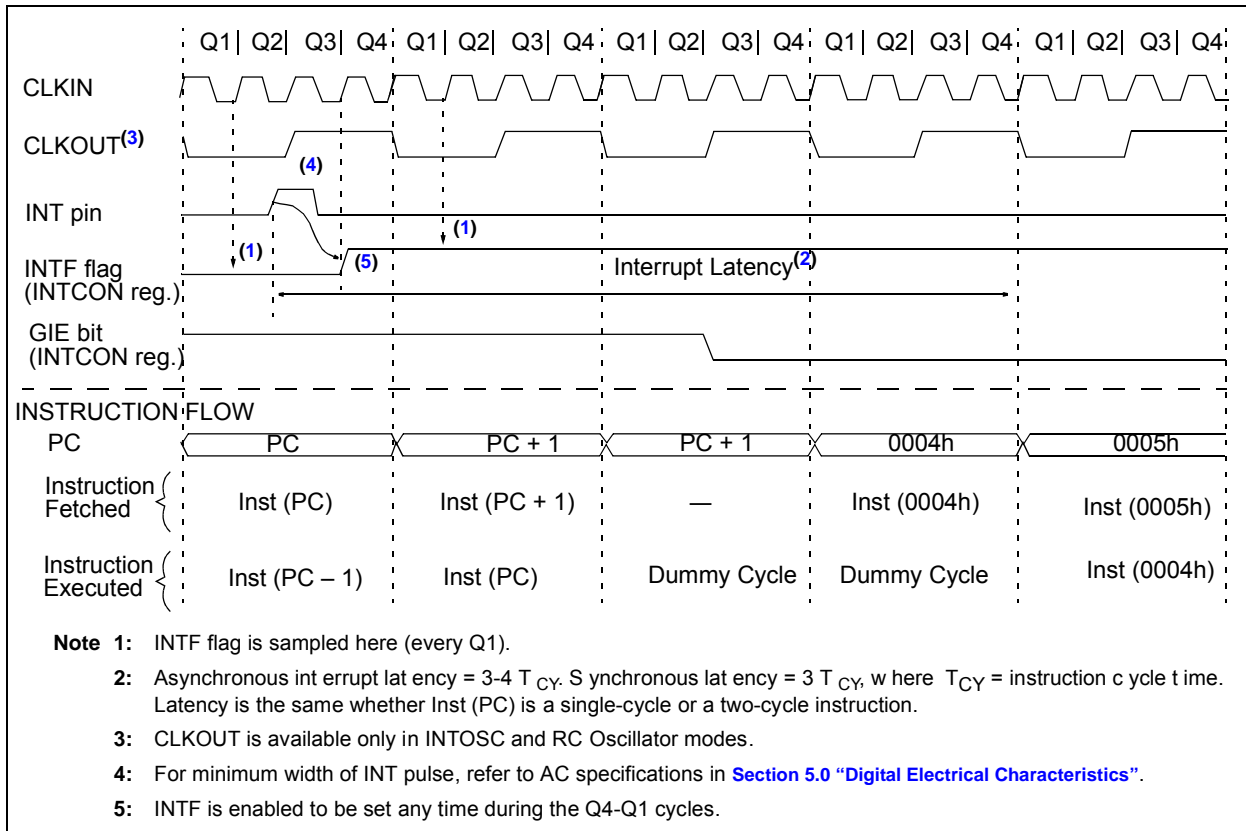 Q1| Q2| Q3| Q4 Q1| Q2| Q3| Q4 Q1| Q2| Q3| Q4 Q1| Q2| Q3| Q4 Q1| Q2| Q3| Q4
CLKIN
CLKOUT(3)
(4)
INT pin
(1) (1)
INTF flag
(INTCON reg.)
(5)
Interrupt Latency(2)
GIE bit
(INTCON reg.)
INSTRUCTION FLOW
PC PC PC + 1 PC + 1 0004h 0005h
Instruction
Fetched
Inst (PC) Inst (PC + 1) — Inst (0004h) Inst (0005h)
Instruction
Executed
Inst (PC – 1) Inst (PC) Dummy Cycle Dummy Cycle Inst (0004h)
Note 1: INTF flag is sampled here (every Q1).
2: Asynchronous int errupt lat ency = 3-4 T CY. S ynchronous lat ency = 3 T CY, w here TCY = instruction c ycle t ime.
Latency is the same whether Inst (PC) is a single-cycle or a two-cycle instruction.
3: CLKOUT is available only in INTOSC and RC Oscillator modes.
4: For minimum width of INT pulse, refer to AC specifications in Section 5.0 “Digital Electrical Characteristics”.
5: INTF is enabled to be set any time during the Q4-Q1 cycles.